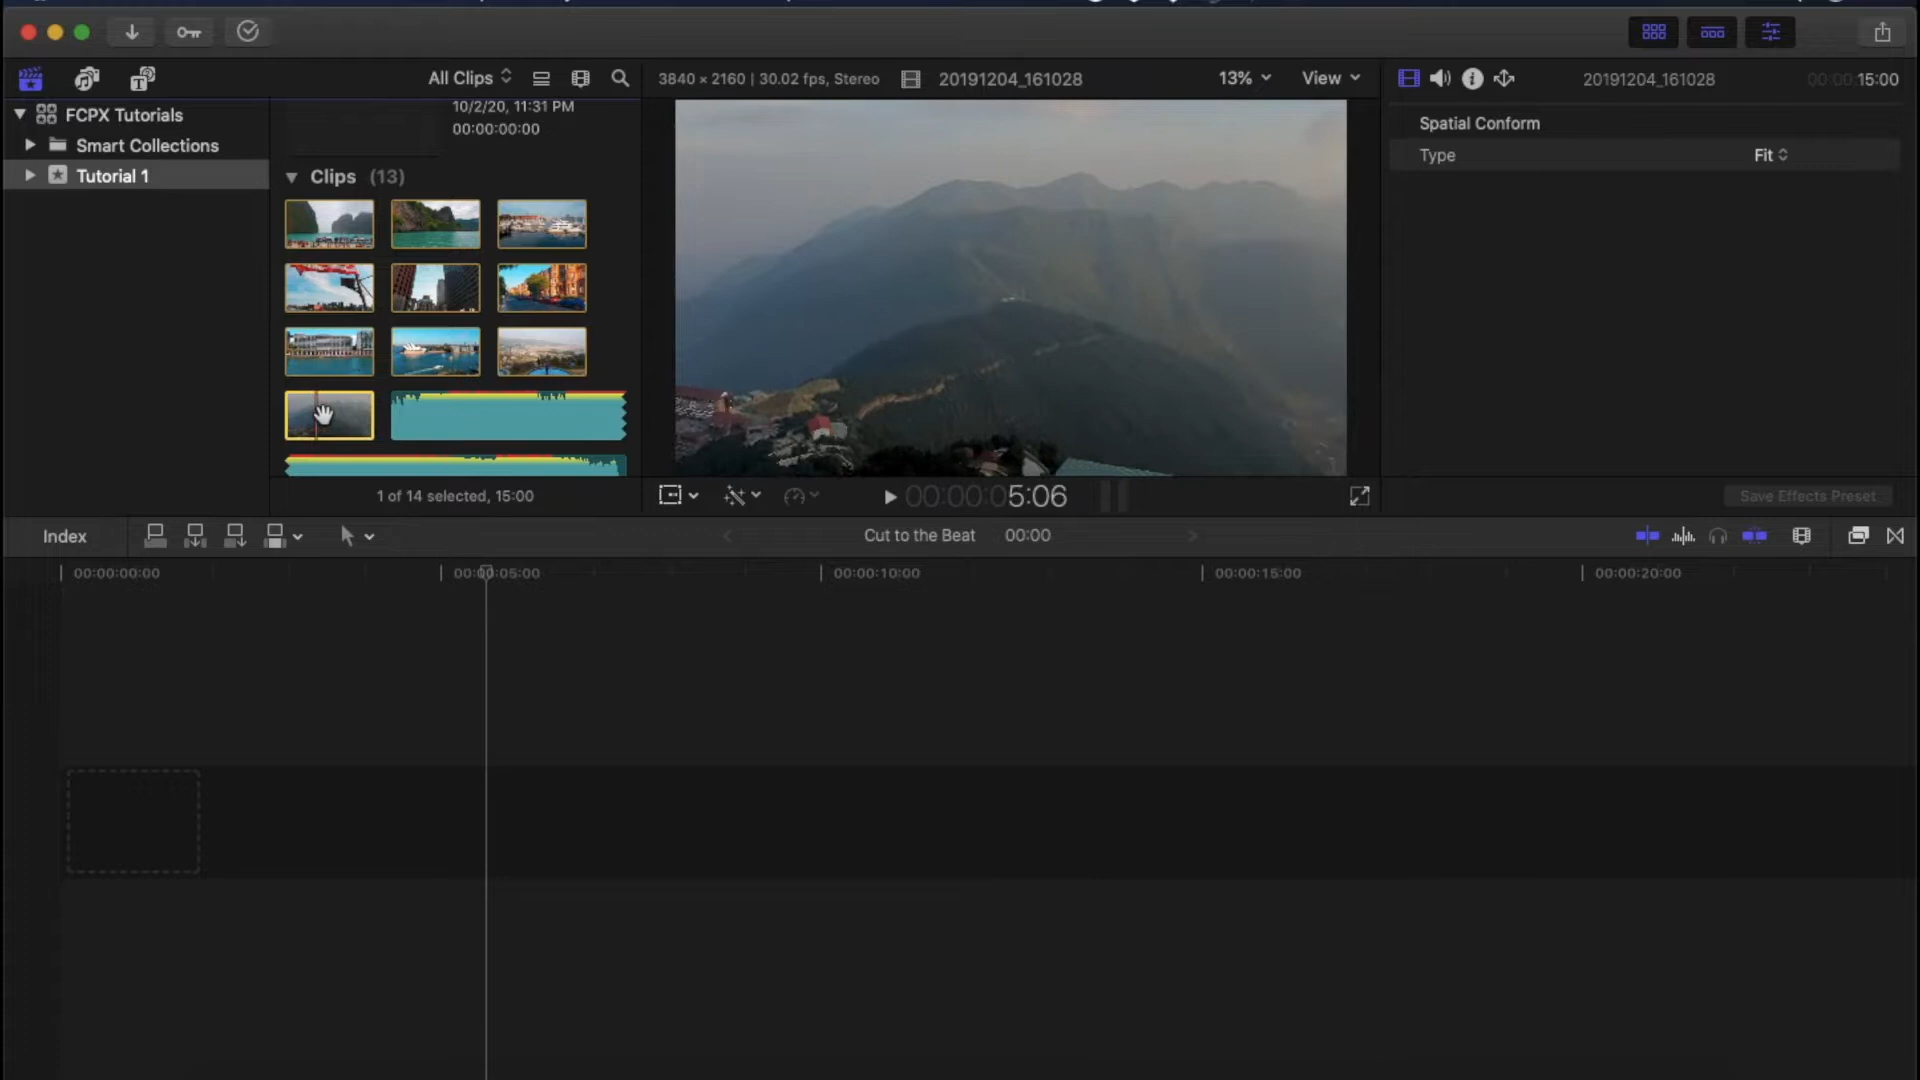 All Clips
3840 × 2160 | 30.02 fps, Stereo
20191204_161028
13%
View
20191204_161028
00:00:15:00
FCPX Tutorials
Smart Collections
Tutorial 1
10/2/20, 11:31 PM
00:00:00:00
Clips (13)
Spatial Conform
Type
Fit
1 of 14 selected, 15:00
00:00:05:06
Save Effects Preset
Index
Cut to the Beat
00:00
00:00:00:00
00:00:05:00
00:00:10:00
00:00:15:00
00:00:20:00